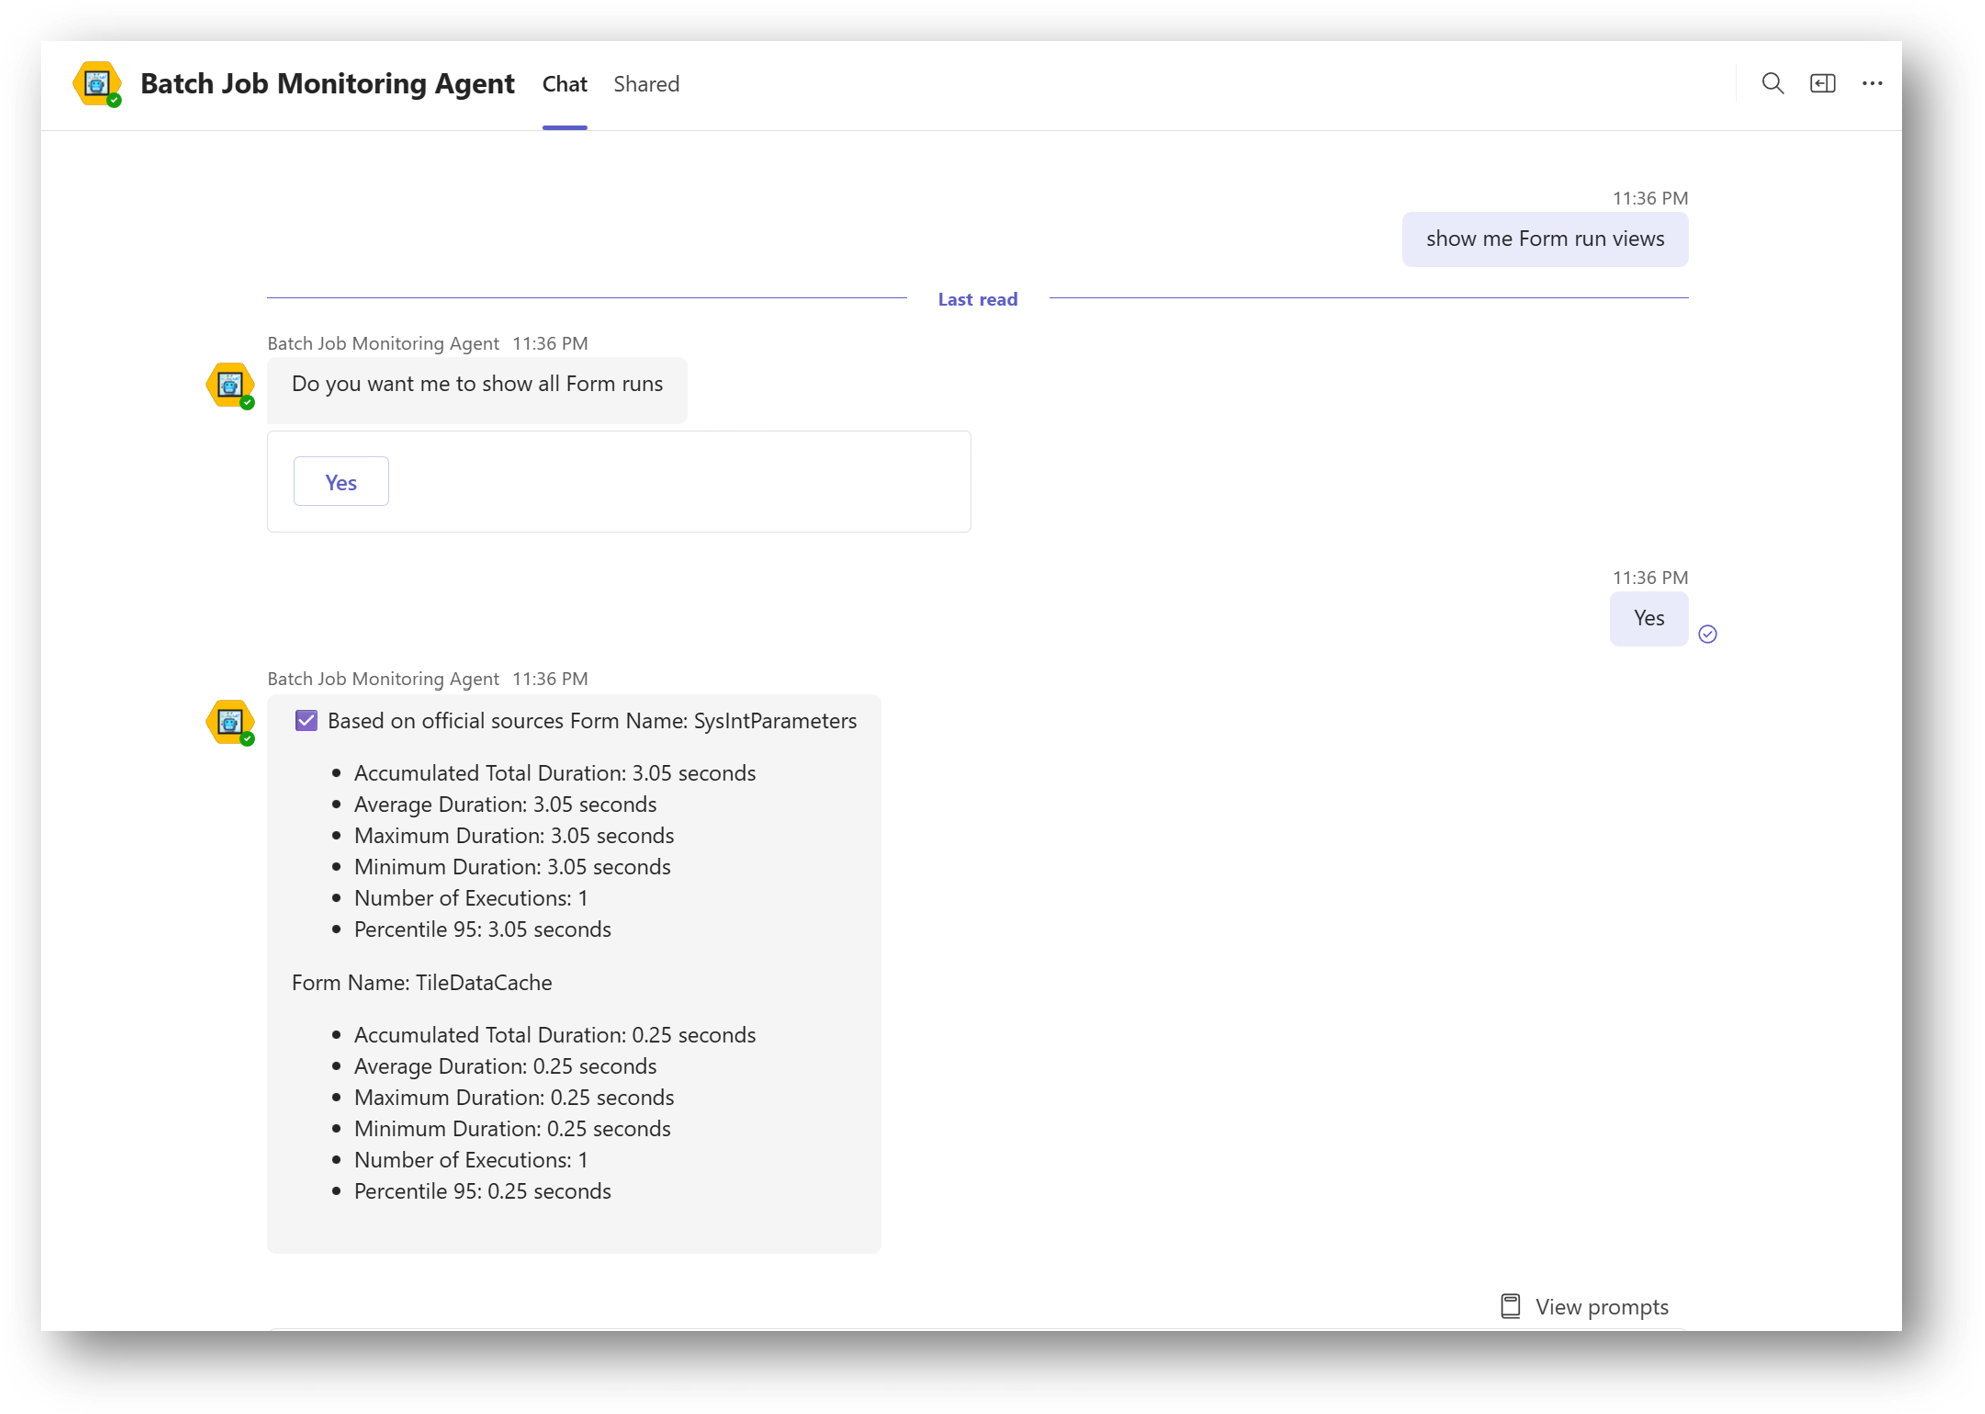 Batch Job Monitoring Agent Chat Shared
11:36 PM
show me Form run views
Last read
Batch Job Monitoring Agent 11:36 PM
Do you want me to show all Form runs
Yes
11:36 PM
Yes
Batch Job Monitoring Agent 11:36 PM
Based on official sources Form Name: SysIntParameters
Accumulated Total Duration: 3.05 seconds
Average Duration: 3.05 seconds
Maximum Duration: 3.05 seconds
Minimum Duration: 3.05 seconds
Number of Executions: 1
Percentile 95: 3.05 seconds
Form Name: TileDataCache
Accumulated Total Duration: 0.25 seconds
Average Duration: 0.25 seconds
Maximum Duration: 0.25 seconds
Minimum Duration: 0.25 seconds
Number of Executions: 1
Percentile 95: 0.25 seconds
View prompts